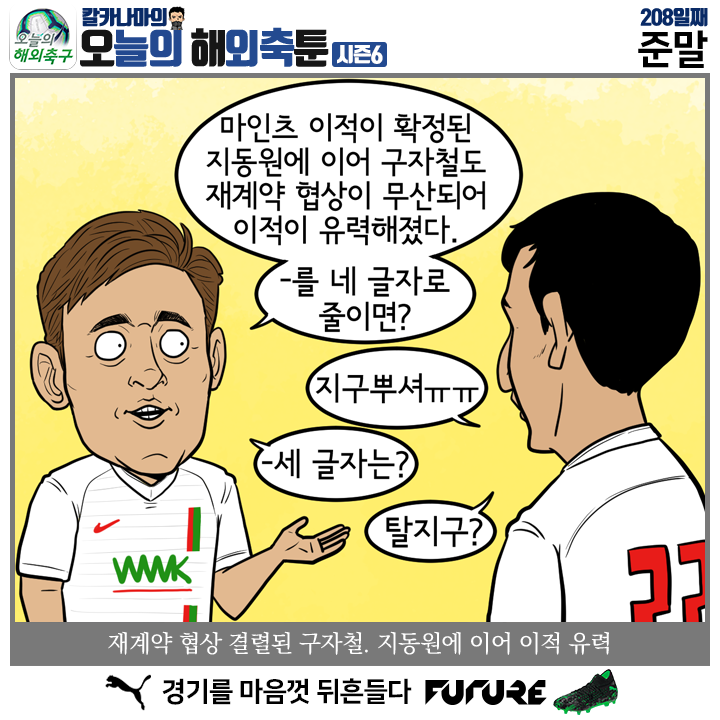 오늘의
해외축구
칼카나마의
오늘의 해외축툰 시즌6
208일째
준말
마인츠 이적이 확정된
지동원에 이어 구자철도
재계약 협상이 무산되어
이적이 유력해졌다.
-를 네 글자로
줄이면?
지구뿌셔ㅠㅠ
-세 글자는?
탈지구?
WWK
22
재계약 협상 결렬된 구자철. 지동원에 이어 이적 유력
경기를 마음껏 뒤흔들다 FUTURE